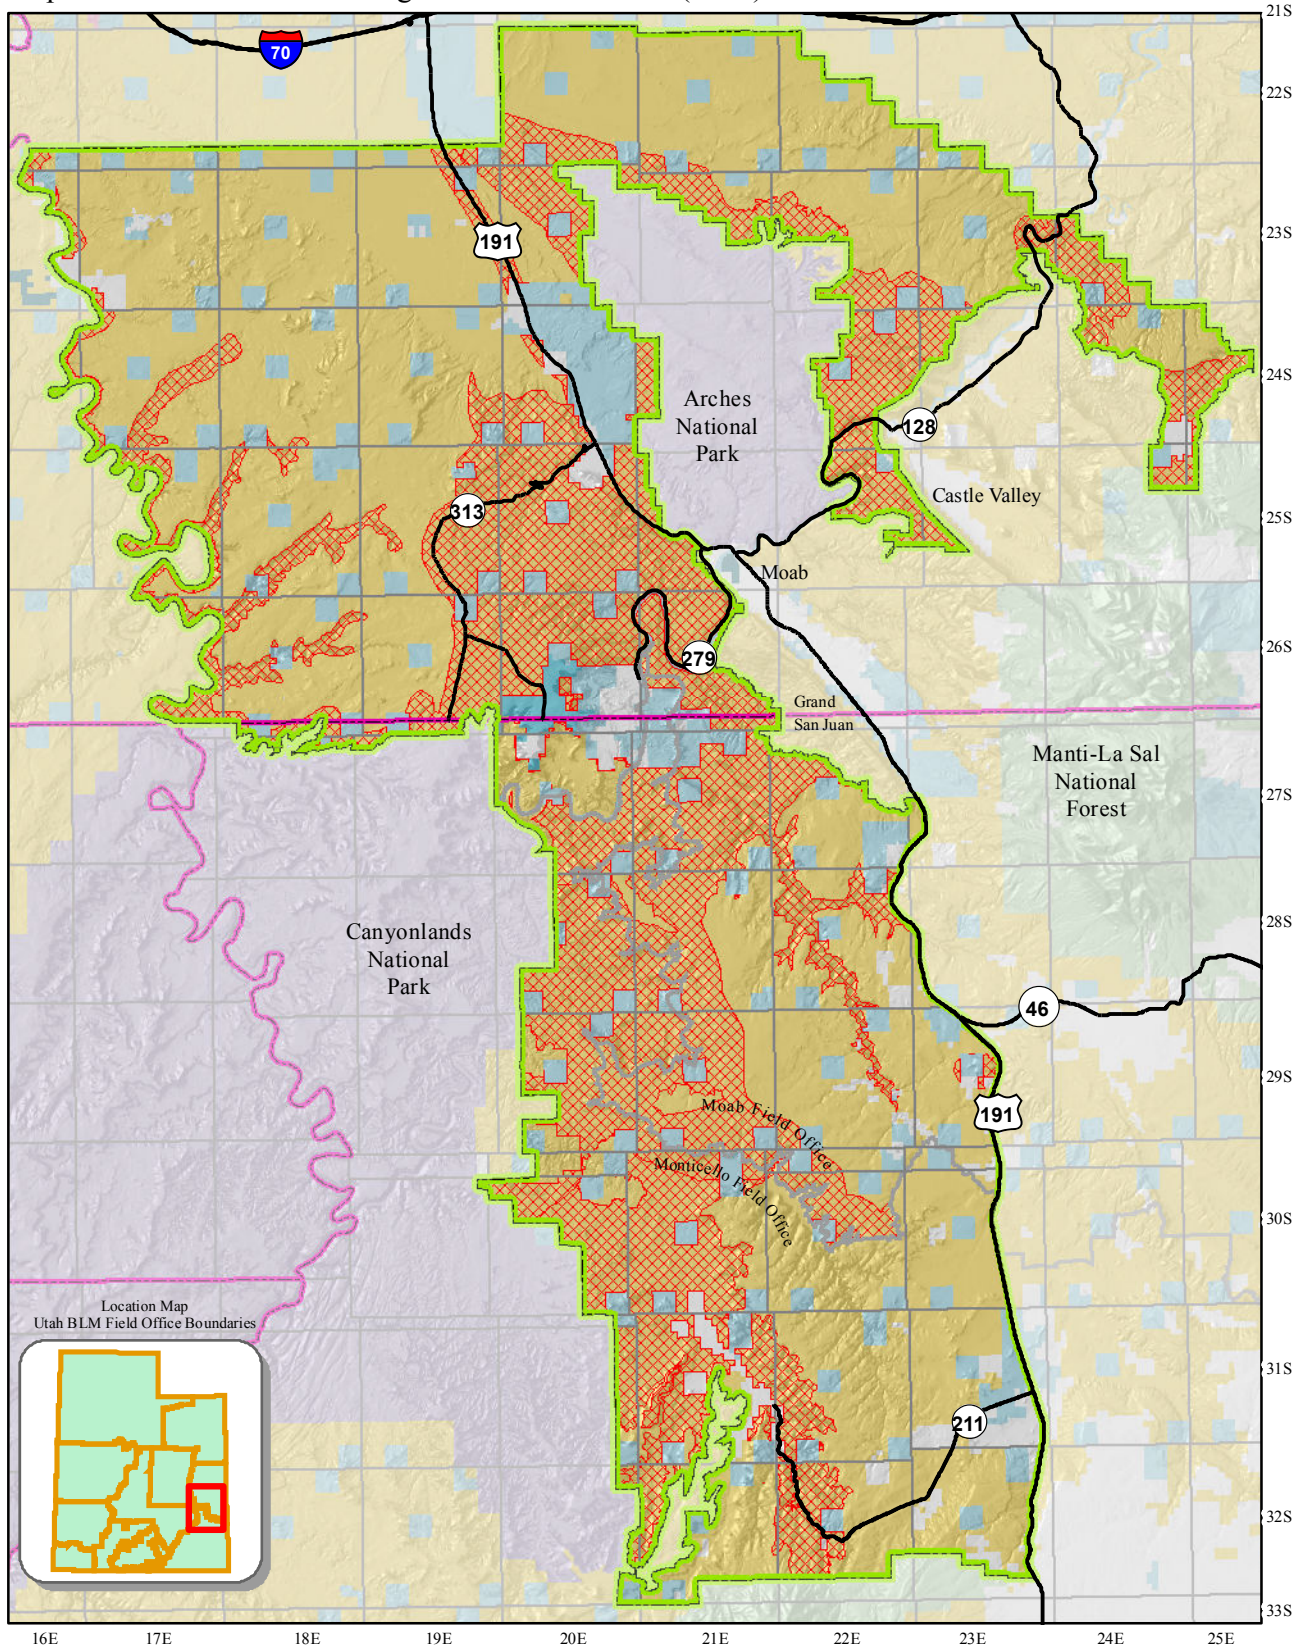 21S
70
22S
191
23S
24S
Arches
National
Park
128
Castle Valley
313
25S
Moab
279
26S
Grand
San Juan
Manti-La Sal
National
Forest
27S
Canyonlands
National
Park
28S
46
29S
Moab Field Office
191
Monticello Field Office
30S
Location Map
Utah BLM Field Office Boundaries
31S
211
32S
33S
16E 17E 18E 19E 20E 21E 22E 23E 24E 25E